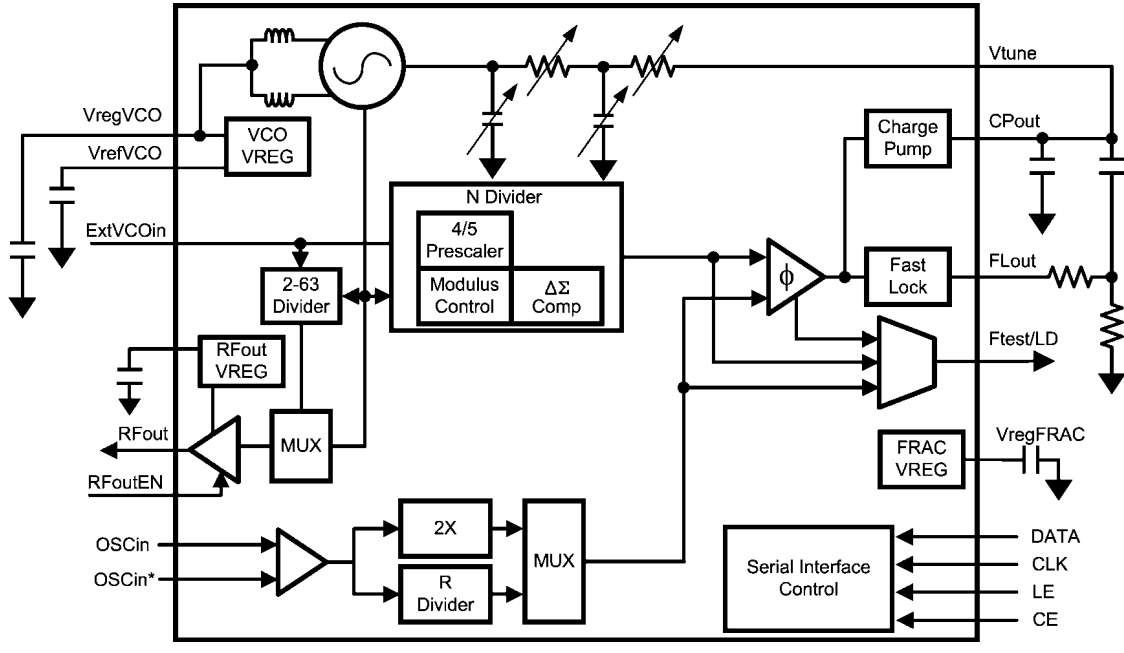 Vtune
VregVCO
VCO
VREG
Charge
Pump
CPout
VrefVCO
N Divider
ExtVCOin
4/5
Prescaler
2-63
Divider
Modulus
Control
ΔΣ
Comp
ϕ
Fast
Lock
FLout
RFout
VREG
Ftest/LD
RFout
MUX
FRAC
VREG
VregFRAC
RFoutEN
OSCin
OSCin*
2X
R
Divider
MUX
Serial Interface
Control
DATA
CLK
LE
CE